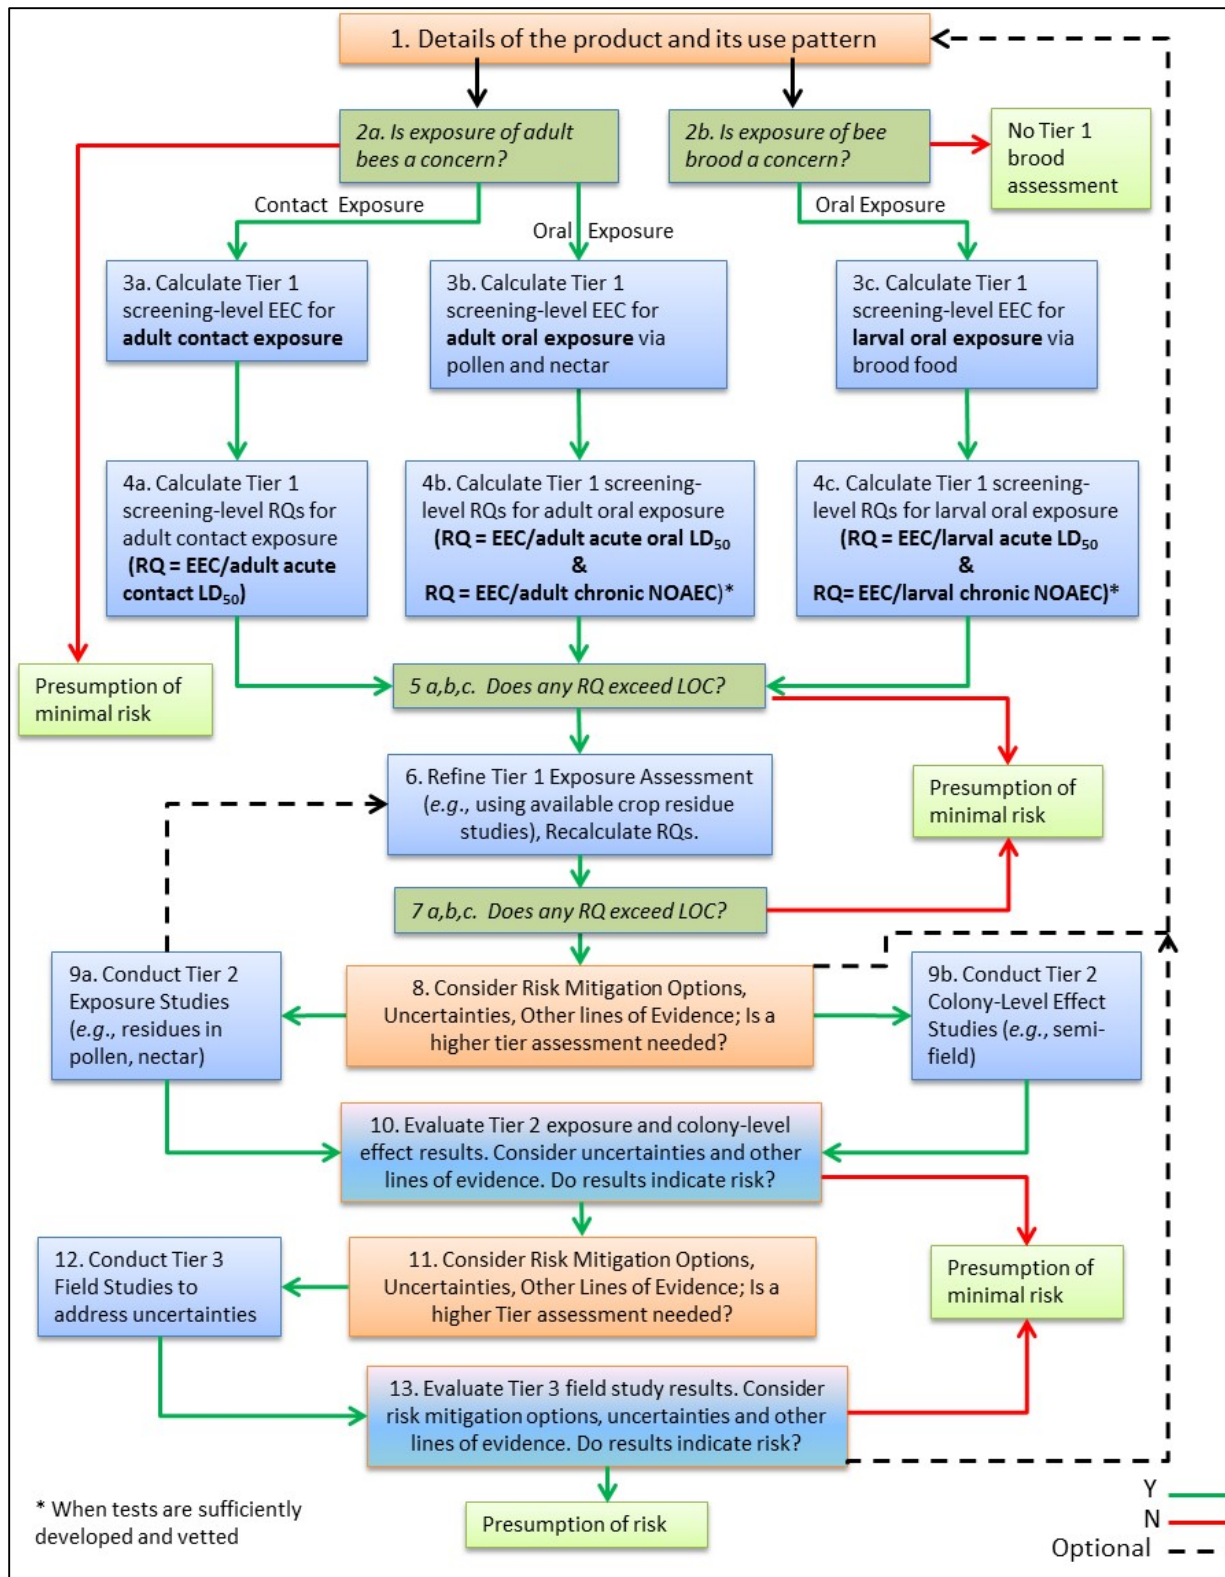 1. Details of the product and its use pattern
2a. Is exposure of adult
bees a concern?
2b. Is exposure of bee
brood a concern?
No Tier 1
brood
assessment
Contact Exposure
Oral Exposure
Oral Exposure
3a. Calculate Tier 1
screening-level EEC for
adult contact exposure
3b. Calculate Tier 1
screening-level EEC for
adult oral exposure via
pollen and nectar
3c. Calculate Tier 1
screening-level EEC for
larval oral exposure via
brood food
4a. Calculate Tier 1
screening-level RQs for
adult contact exposure
(RQ = EEC/adult acute
contact LD50)
4b. Calculate Tier 1 screening-
level RQs for adult oral exposure
(RQ = EEC/adult acute oral LD50
&
RQ = EEC/adult chronic NOAEC)*
4c. Calculate Tier 1 screening-
level RQs for larval oral exposure
(RQ = EEC/larval acute LD50
&
RQ= EEC/larval chronic NOAEC)*
Presumption of
minimal risk
5 a,b,c. Does any RQ exceed LOC?
6. Refine Tier 1 Exposure Assessment
(e.g., using available crop residue
studies), Recalculate RQs.
Presumption of
minimal risk
7 a,b,c. Does any RQ exceed LOC?
9a. Conduct Tier 2
Exposure Studies
(e.g., residues in
pollen, nectar)
8. Consider Risk Mitigation Options,
Uncertainties, Other lines of Evidence; Is a
higher tier assessment needed?
9b. Conduct Tier 2
Colony-Level Effect
Studies (e.g., semi-
field)
10. Evaluate Tier 2 exposure and colony-level
effect results. Consider uncertainties and other
lines of evidence. Do results indicate risk?
12. Conduct Tier 3
Field Studies to
address uncertainties
11. Consider Risk Mitigation Options,
Uncertainties, Other Lines of Evidence; Is a
higher Tier assessment needed?
Presumption of
minimal risk
13. Evaluate Tier 3 field study results. Consider
risk mitigation options, uncertainties and other
lines of evidence. Do results indicate risk?
* When tests are sufficiently
developed and vetted
Presumption of risk
Y
N
Optional